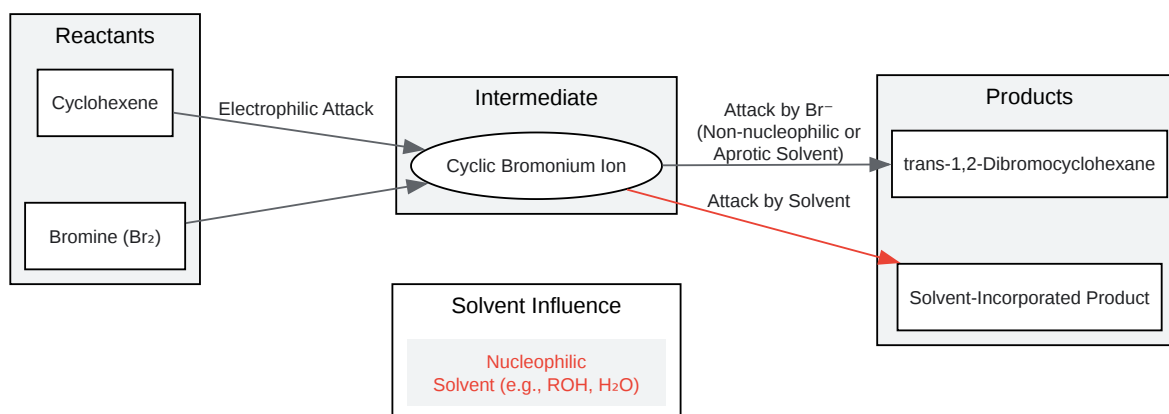 Reactants
Cyclohexene
Bromine (Br₂)
Electrophilic Attack
Intermediate
Cyclic Bromonium Ion
Attack by Br⁻
(Non-nucleophilic or
Aprotic Solvent)
Attack by Solvent
Products
trans-1,2-Dibromocyclohexane
Solvent-Incorporated Product
Solvent Influence
Nucleophilic
Solvent (e.g., ROH, H₂O)